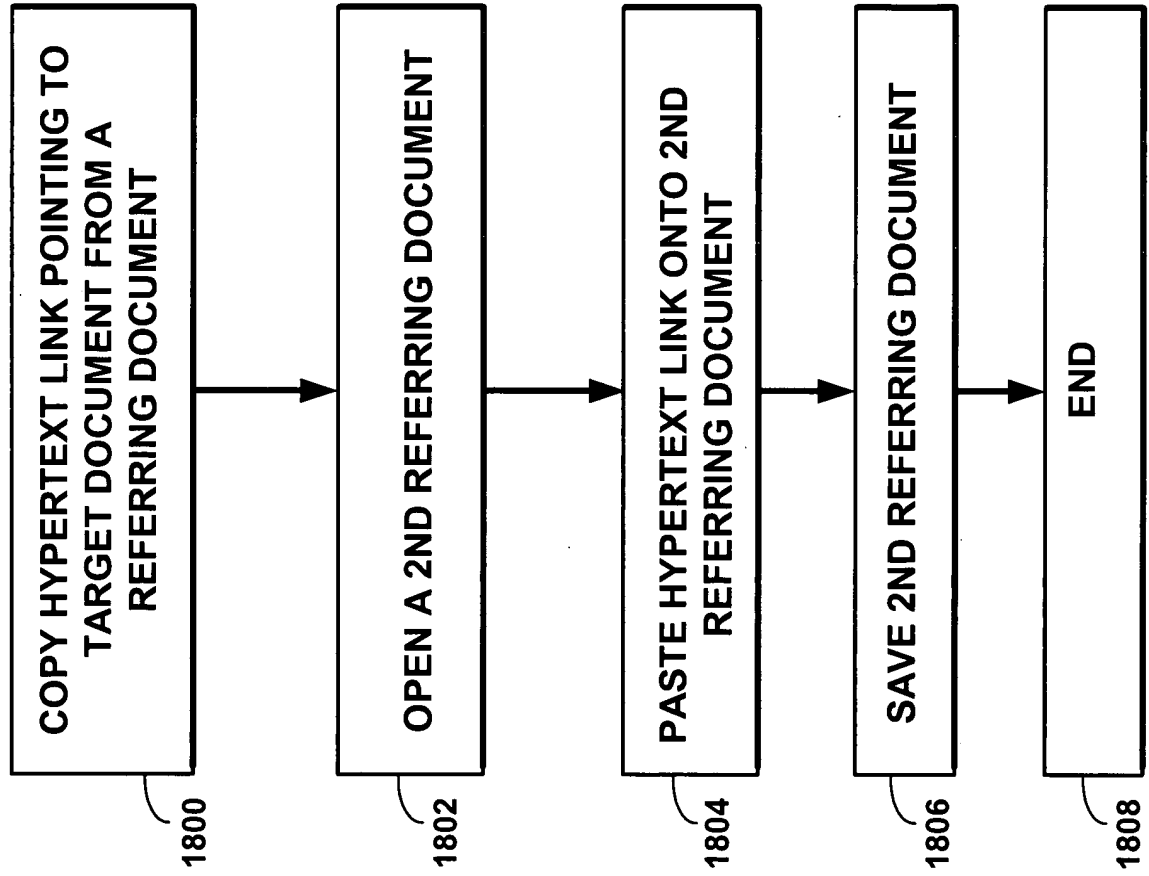 COPY HYPERTEXT LINK POINTING TO
TARGET DOCUMENT FROM A
REFERRING DOCUMENT
1800
OPEN A 2ND REFERRING DOCUMENT
1802
PASTE HYPERTEXT LINK ONTO 2ND
REFERRING DOCUMENT
1804
SAVE 2ND REFERRING DOCUMENT
1806
END
1808